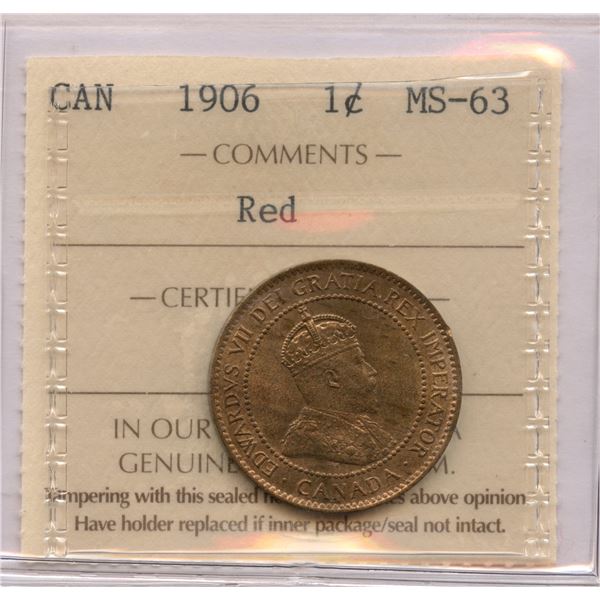 CAN 1906 1¢ MS-63
— COMMENTS —
Red
— CERTIF
EDWARDVS VII DEI GRATIA REX IMPERATOR
· CANADA ·
IN OUR A
GENUINE M.
Tampering with this sealed above opinion
Have holder replaced if inner package/seal not intact.